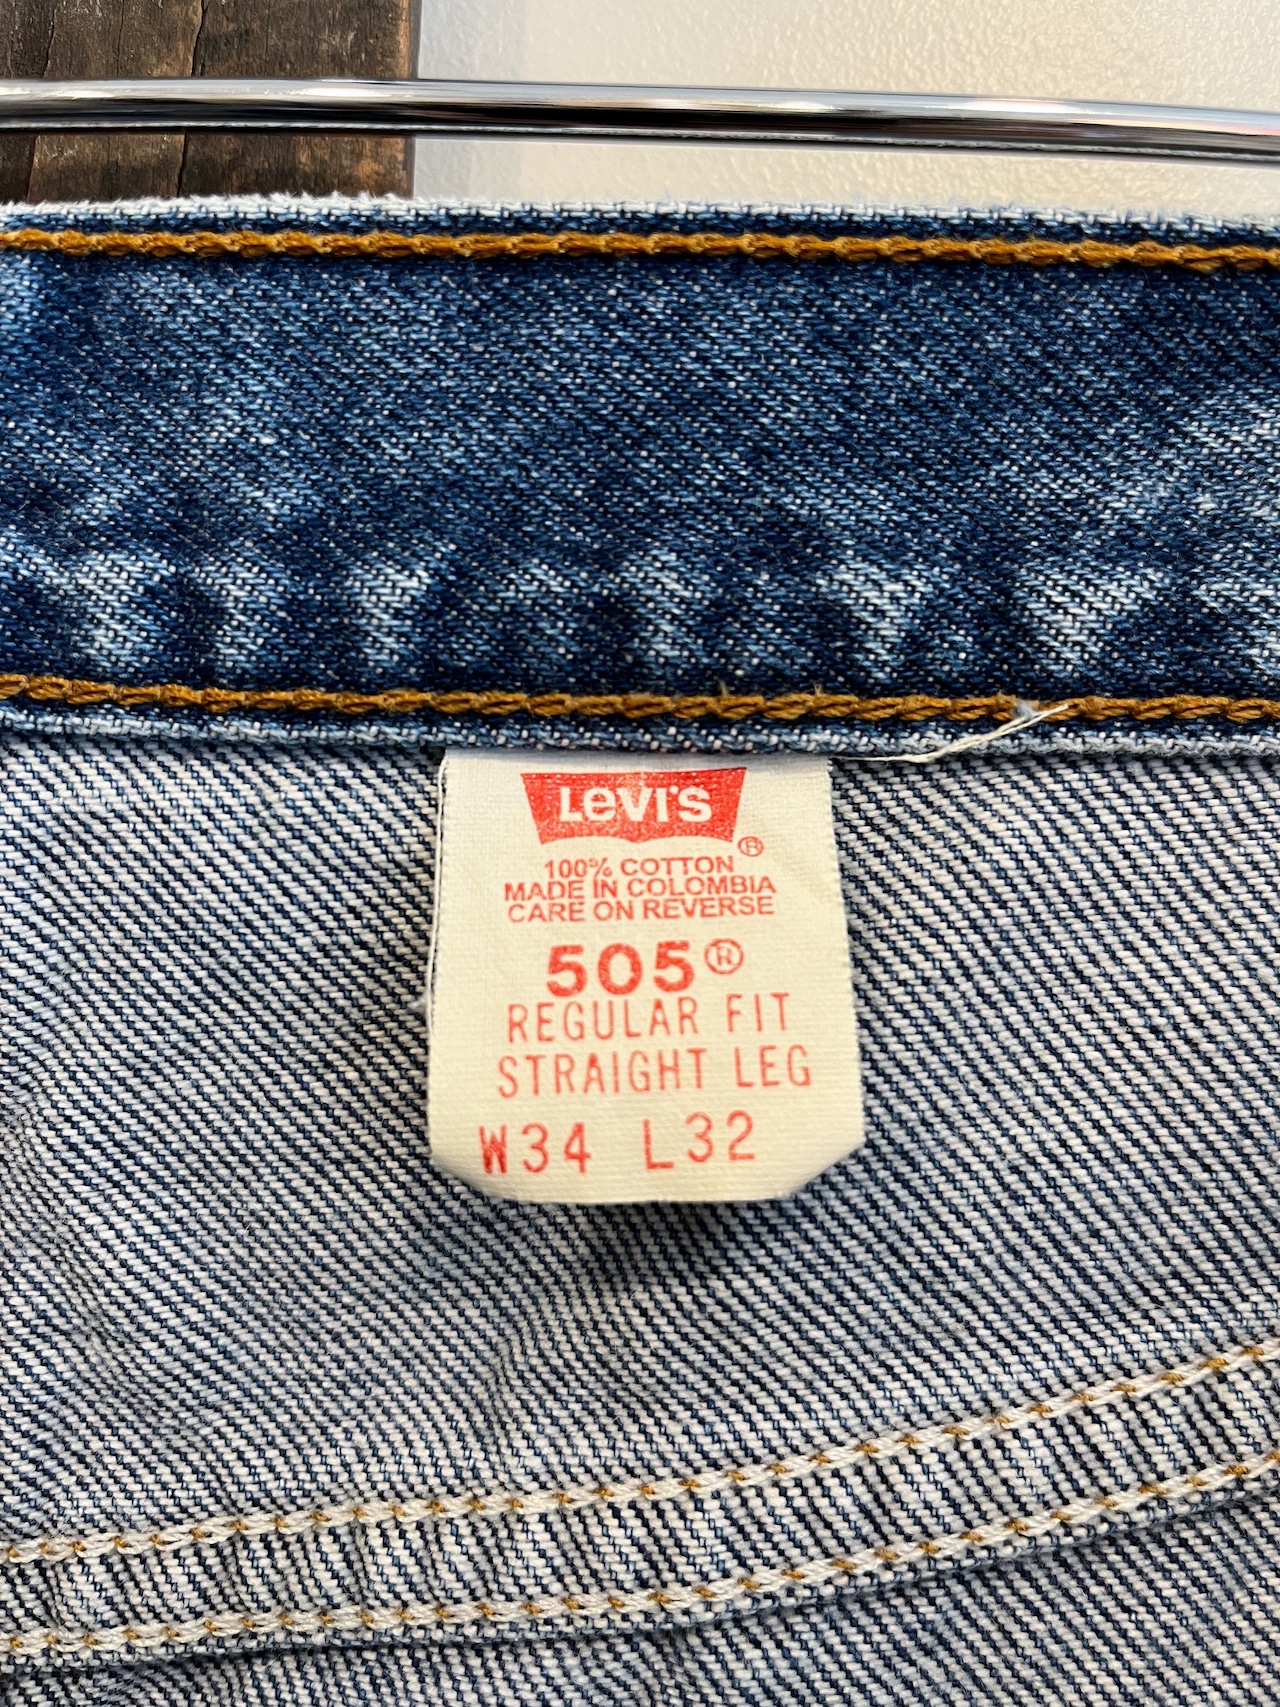 LEVI'S
®
100% COTTON
MADE IN COLOMBIA
CARE ON REVERSE
505®
REGULAR FIT
STRAIGHT LEG
W34 L32